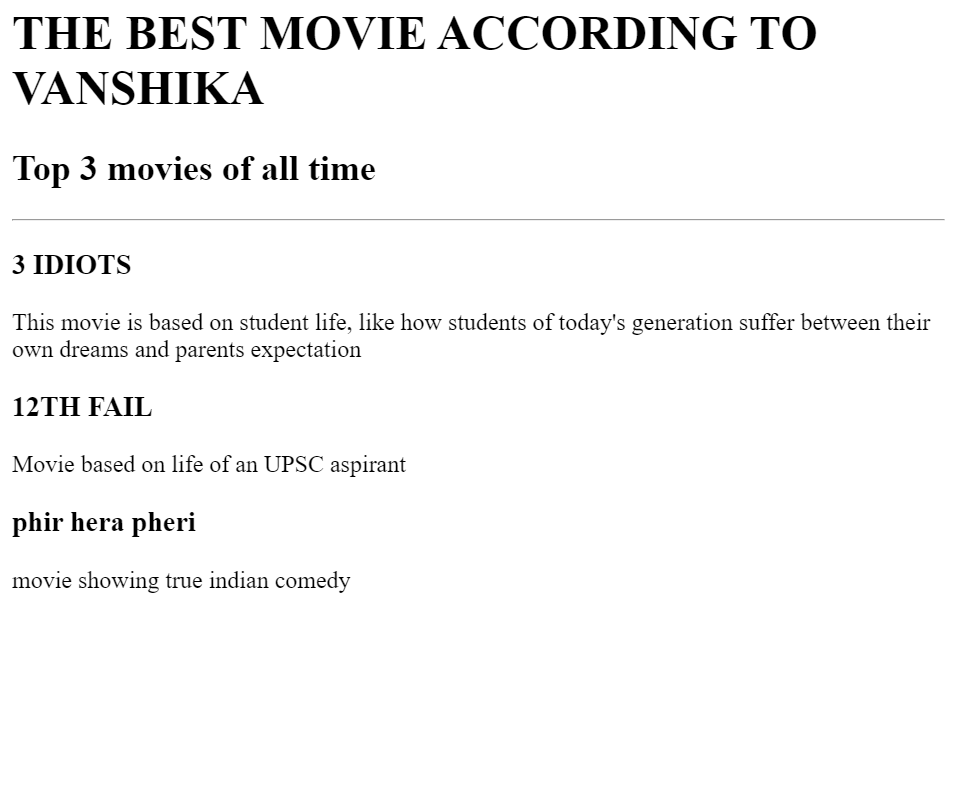 THE BEST MOVIE ACCORDING TO
VANSHIKA
Top 3 movies of all time
3 IDIOTS
This movie is based on student life, like how students of today's generation suffer between their
own dreams and parents expectation
12TH FAIL
Movie based on life of an UPSC aspirant
phir hera pheri
movie showing true indian comedy